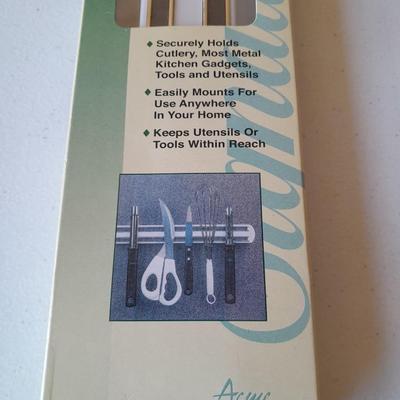 ♦ Securely Holds
Cutlery, Most Metal
Kitchen Gadgets,
Tools and Utensils
♦ Easily Mounts For
Use Anywhere
In Your Home
♦ Keeps Utensils Or
Tools Within Reach
Acme